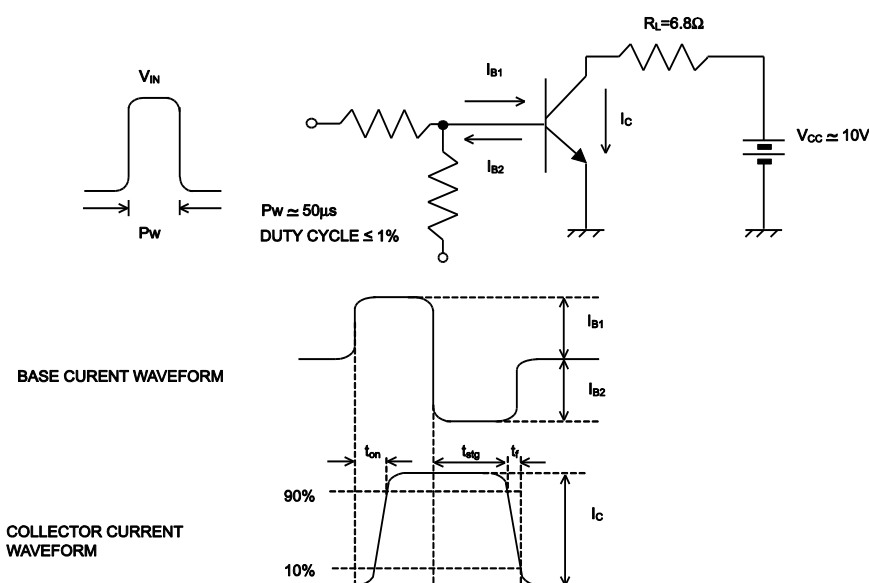 RL=6.8Ω
VIN
IB1
IC
VCC ≃ 10V
IB2
Pw ≃ 50µs
Pw
DUTY CYCLE ≤ 1%
IB1
BASE CURENT WAVEFORM
IB2
ton
tstg
tf
90%
IC
COLLECTOR CURRENT
WAVEFORM
10%